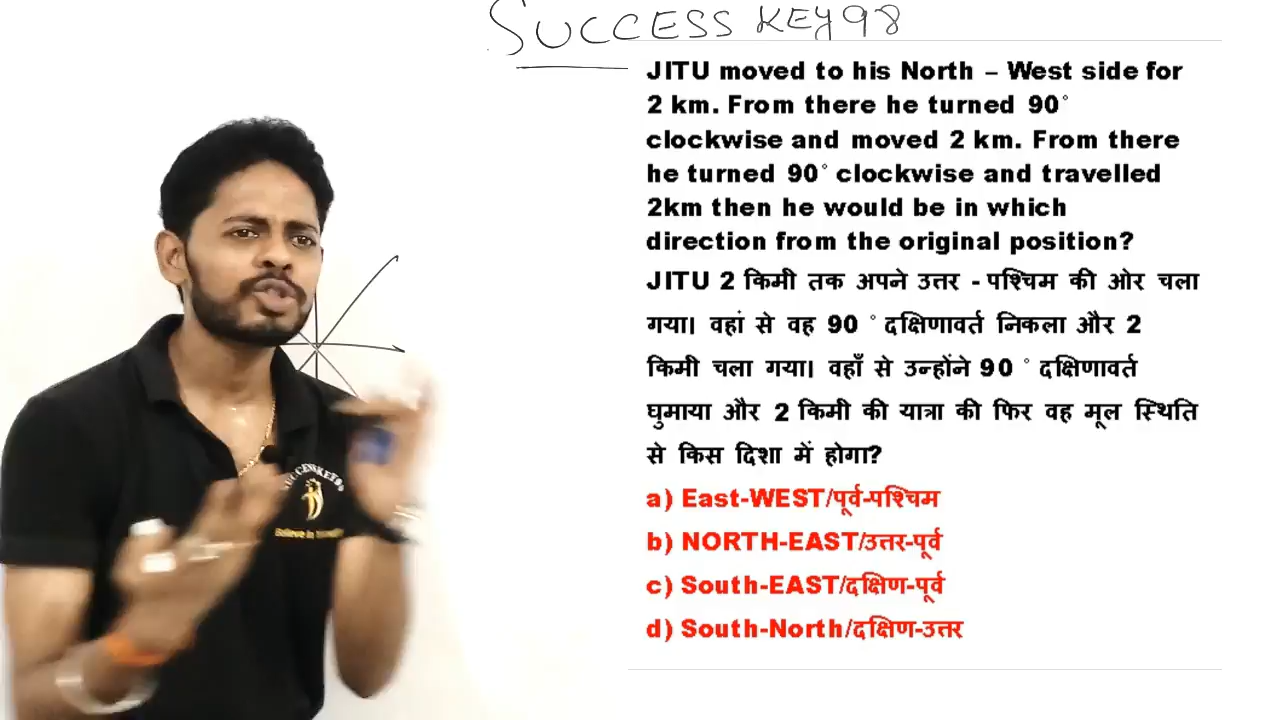 SUCCESS KEY98
JITU moved to his North – West side for
2 km. From there he turned 90°
clockwise and moved 2 km. From there
he turned 90° clockwise and travelled
2km then he would be in which
direction from the original position?
JITU 2 किमी तक अपने उत्तर - पश्चिम की ओर चला
गया। वहां से वह 90 ° दक्षिणावर्त निकला और 2
किमी चला गया। वहाँ से उन्होंने 90 ° दक्षिणावर्त
घुमाया और 2 किमी की यात्रा की फिर वह मूल स्थिति
से किस दिशा में होगा?
a) East-WEST/पूर्व-पश्चिम
b) NORTH-EAST/उत्तर-पूर्व
c) South-EAST/दक्षिण-पूर्व
d) South-North/दक्षिण-उत्तर
SUCCESSKEY98
Believe in